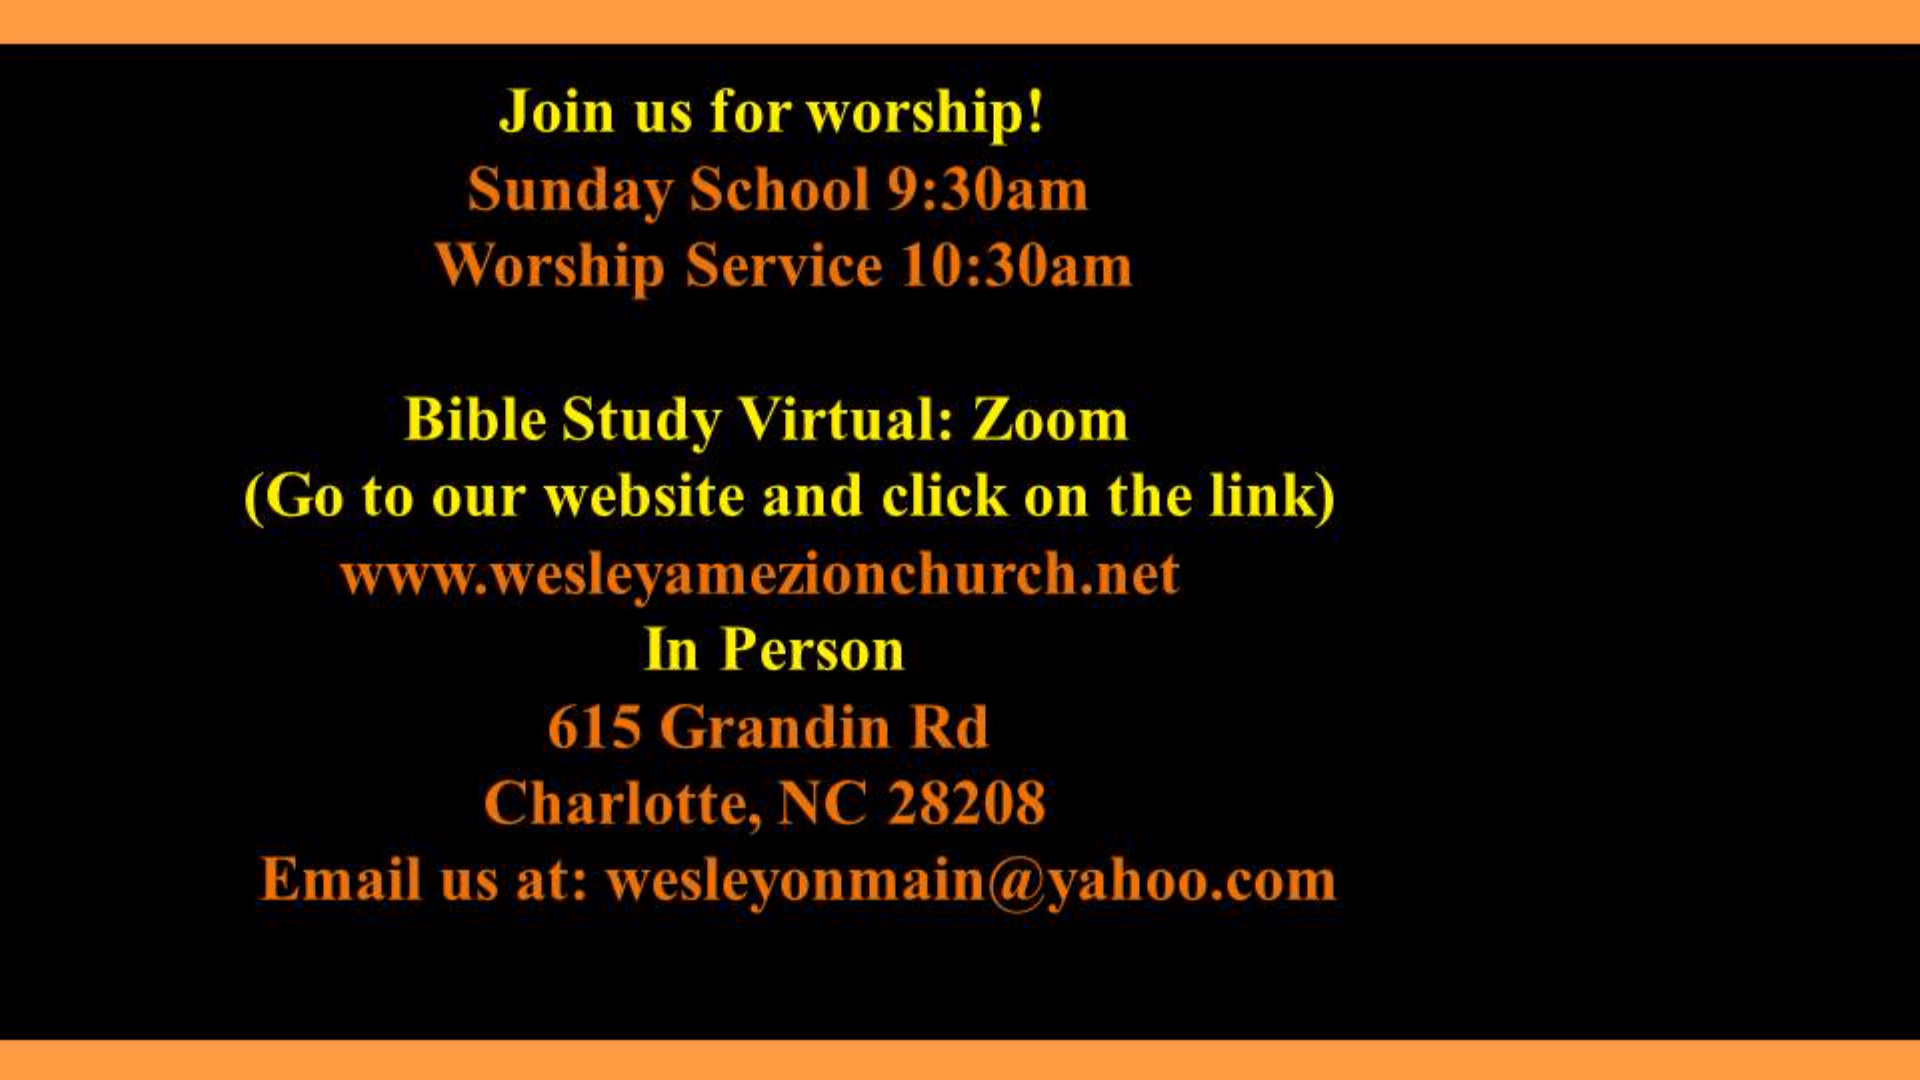 Join us for worship!
Sunday School 9:30am
Worship Service 10:30am
Bible Study Virtual: Zoom
(Go to our website and click on the link)
www.wesleyamezionchurch.net
In Person
615 Grandin Rd
Charlotte, NC 28208
Email us at: wesleyonmain@yahoo.com